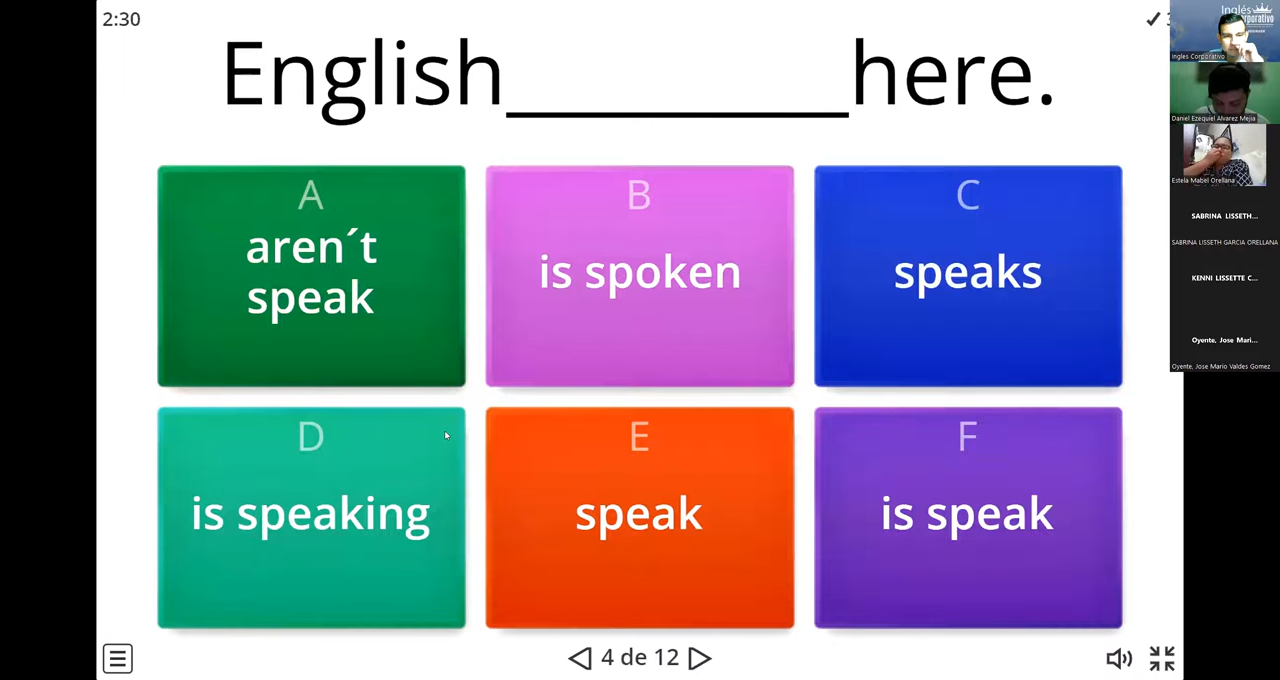 2:30
✓
English__________here.
A
aren´t
speak
B
is spoken
C
speaks
D
is speaking
E
speak
F
is speak
4 de 12
Inglés
Ingles Corporativo
Daniel Ezequiel Alvarez Mejia
Estela Mabel Orellana
SABRINA LISSETH...
SABRINA LISSETH GARCIA ORELLANA
KENNI LISSETTE C...
Oyente, Jose Mari...
Oyente, Jose Mario Valdes Gomez